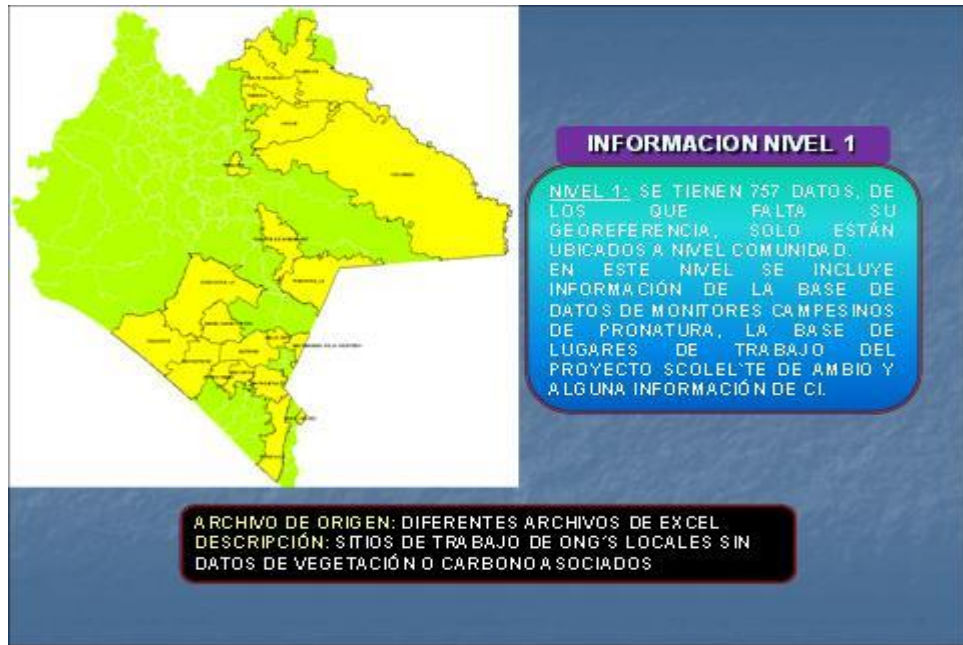 INFORMACION NIVEL 1
NIVEL 1: SE TIENEN 757 DATOS, DE
LOS QUE FALTA SU
GEOREFERENCIA, SOLO ESTÁN
UBICADOS A NIVEL COMUNIDAD.
EN ESTE NIVEL SE INCLUYE
INFORMACIÓN DE LA BASE DE
DATOS DE MONITORES CAMPESINOS
DE PRONATURA, LA BASE DE
LUGARES DE TRABAJO DEL
PROYECTO SCOLEL`TE DE AMBIO Y
ALGUNA INFORMACIÓN DE CI.
ARCHIVO DE ORIGEN: DIFERENTES ARCHIVOS DE EXCEL
DESCRIPCIÓN: SITIOS DE TRABAJO DE ONG´S LOCALES SIN
DATOS DE VEGETACIÓN O CARBONO ASOCIADOS